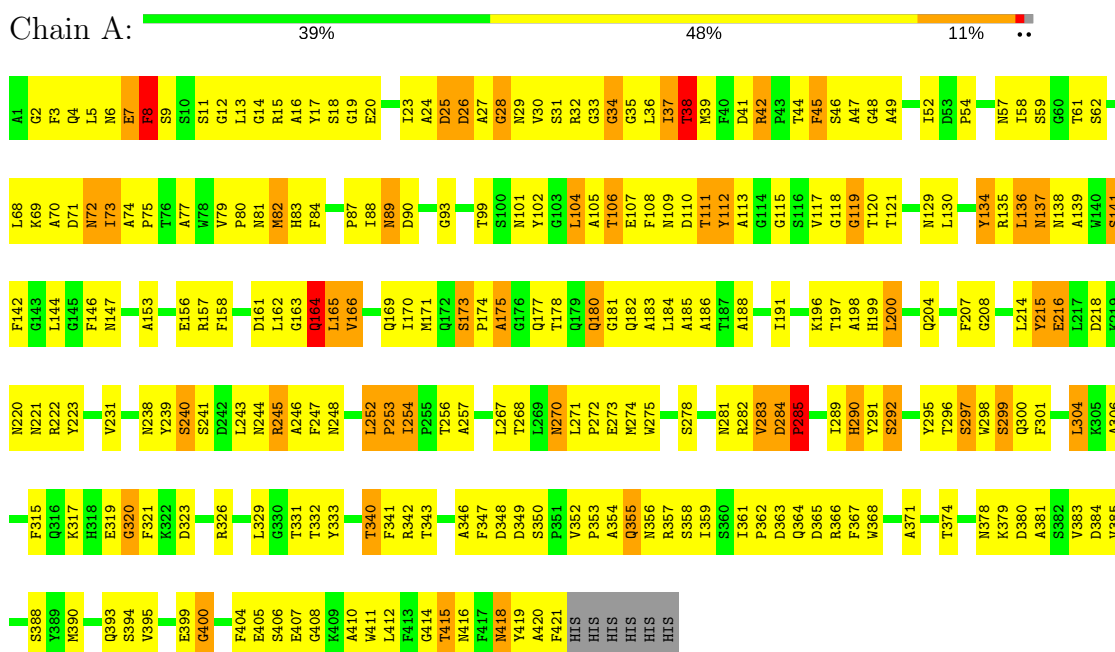 Chain A:
39% 48% 11% ••
A1 G2 F3 Q4 L5 N6 E7 F8 S9 S10 S11 G12 L13 G14 R15 A16 Y17 S18 G19 E20 I23 A24 D25 D26 A27 G28 N29 V30 S31 R32 G33 G34 G35 L36 I37 T38 M39 F40 D41 R42 P43 T44 F45 S46 A47 G48 A49 I52 D53 P54 N57 I58 S59 G60 T61 S62
L68 K69 A70 D71 N72 I73 A74 P75 T76 A77 W78 V79 P80 N81 M82 H83 F84 P87 I88 N89 D90 G93 T99 S100 N101 Y102 G103 L104 A105 T106 E107 F108 N109 D110 T111 Y112 A113 G114 G115 S116 V117 G118 G119 T120 T121 N129 L130 Y134 R135 L136 N137 N138 A139 W140 S141
F142 G143 L144 G145 F146 N147 A153 E156 R157 F158 D161 L162 G163 Q164 L165 V166 Q169 I170 M171 Q172 S173 P174 A175 G176 Q177 T178 Q179 Q180 G181 Q182 A183 L184 A185 A186 T187 A188 I191 K196 T197 A198 H199 L200 Q204 F207 G208 L214 Y215 E216 L217 D218 K219
N220 N221 R222 Y223 V231 N238 Y239 S240 S241 D242 L243 N244 R245 A246 F247 N248 L252 P253 I254 P255 T256 A257 L267 T268 L269 N270 L271 P272 E273 M274 W275 S278 N281 R282 V283 D284 P285 I289 H290 Y291 S292 Y295 T296 S297 W298 S299 Q300 F301 L304 K305 A306
F315 Q316 K317 H318 E319 G320 F321 K322 D323 R326 L329 G330 T331 T332 Y333 T340 F341 R342 T343 A346 F347 D348 D349 S350 P351 V352 P353 A354 Q355 N356 R357 S358 I359 S360 I361 P362 D363 Q364 D365 R366 F367 W368 A371 T374 N378 K379 D380 A381 S382 V383 D384 V385
S388 Y389 M390 Q393 S394 V395 E399 G400 F404 E405 S406 E407 G408 K409 A410 W411 L412 F413 G414 T415 N416 F417 N418 Y419 A420 F421 HIS HIS HIS HIS HIS HIS